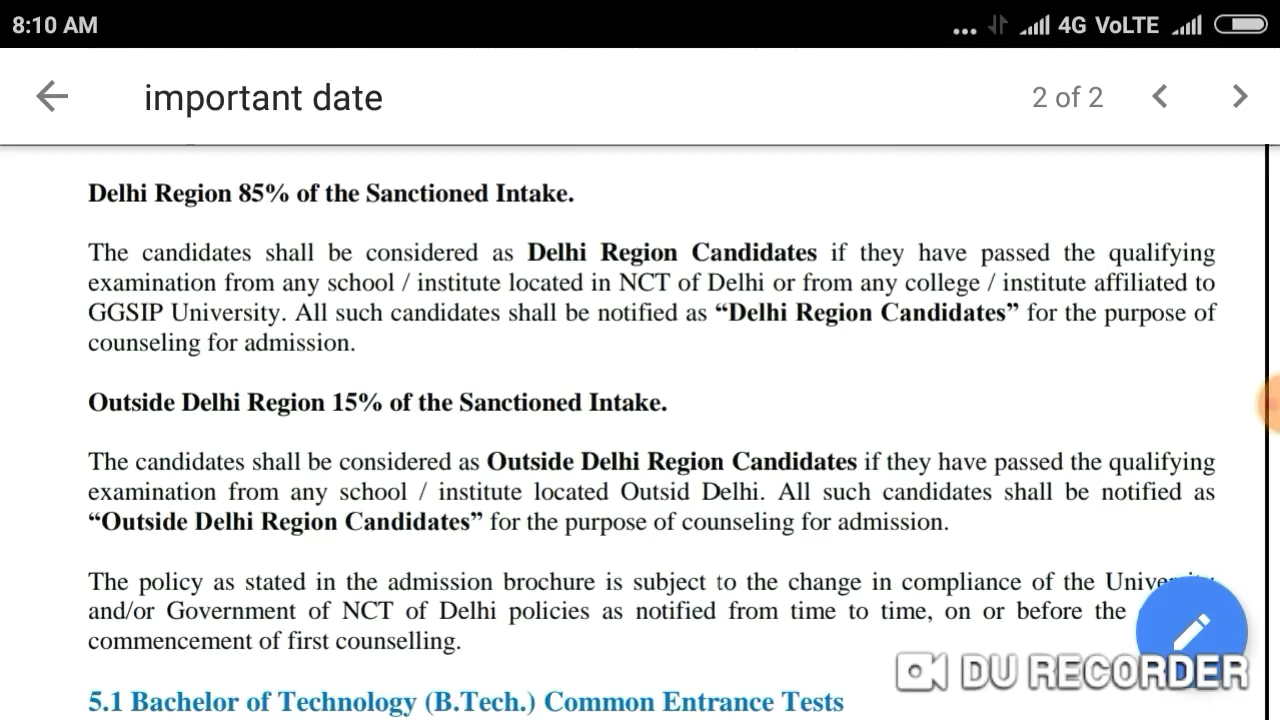 8:10 AM
... 4G VoLTE
important date
2 of 2
Delhi Region 85% of the Sanctioned Intake.
The candidates shall be considered as Delhi Region Candidates if they have passed the qualifying
examination from any school / institute located in NCT of Delhi or from any college / institute affiliated to
GGSIP University. All such candidates shall be notified as “Delhi Region Candidates” for the purpose of
counseling for admission.
Outside Delhi Region 15% of the Sanctioned Intake.
The candidates shall be considered as Outside Delhi Region Candidates if they have passed the qualifying
examination from any school / institute located Outsid Delhi. All such candidates shall be notified as
“Outside Delhi Region Candidates” for the purpose of counseling for admission.
The policy as stated in the admission brochure is subject to the change in compliance of the
and/or Government of NCT of Delhi policies as notified from time to time, on or before the
commencement of first counselling.
DU RECORDER
5.1 Bachelor of Technology (B.Tech.) Common Entrance Tests